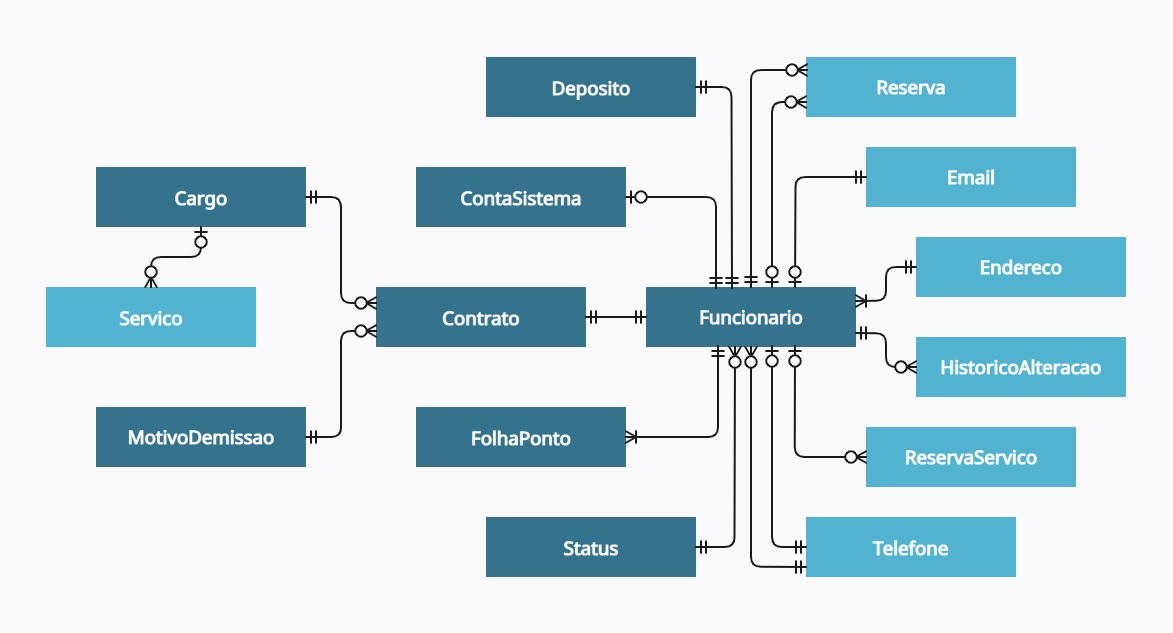 Deposito
Reserva
Email
Cargo
ContaSistema
Endereco
Servico
Contrato
Funcionario
HistoricoAlteracao
MotivoDemissao
FolhaPonto
ReservaServico
Status
Telefone